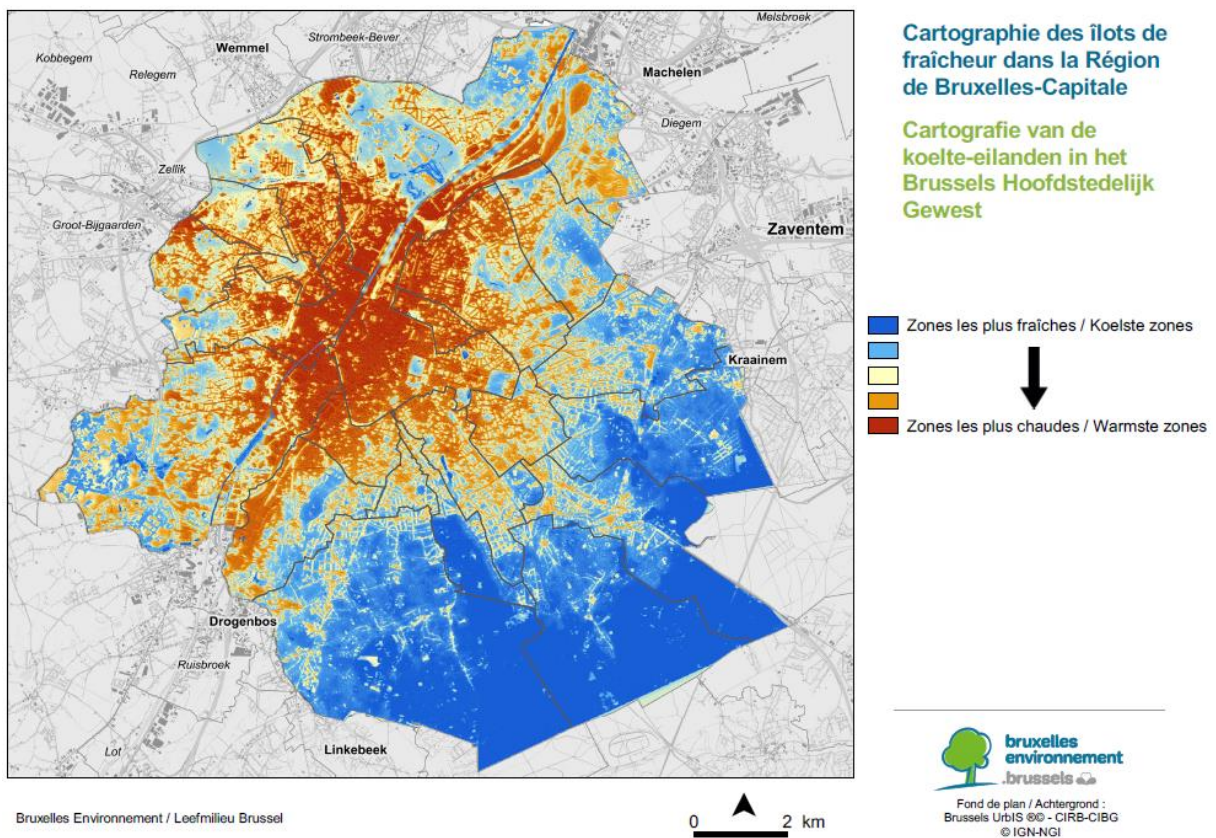 Cartographie des îlots de
fraîcheur dans la Région
de Bruxelles-Capitale
Cartografie van de
koelte-eilanden in het
Brussels Hoofdstedelijk
Gewest
Melsbroek
Strombeek-Bever
Wemmel
Kobbegem
Relegem
Machelen
Diegem
Zellik
Groot-Bijgaarden
Zaventem
Zones les plus fraîches / Koelste zones
Kraainem
Zones les plus chaudes / Warmste zones
Drogenbos
Ruisbroek
Linkebeek
Lot
bruxelles
environnement
.brussels
Bruxelles Environnement / Leefmilieu Brussel
0 2 km
Fond de plan / Achtergrond :
Brussels UrbIS ®© - CIRB-CIBG
© IGN-NGI